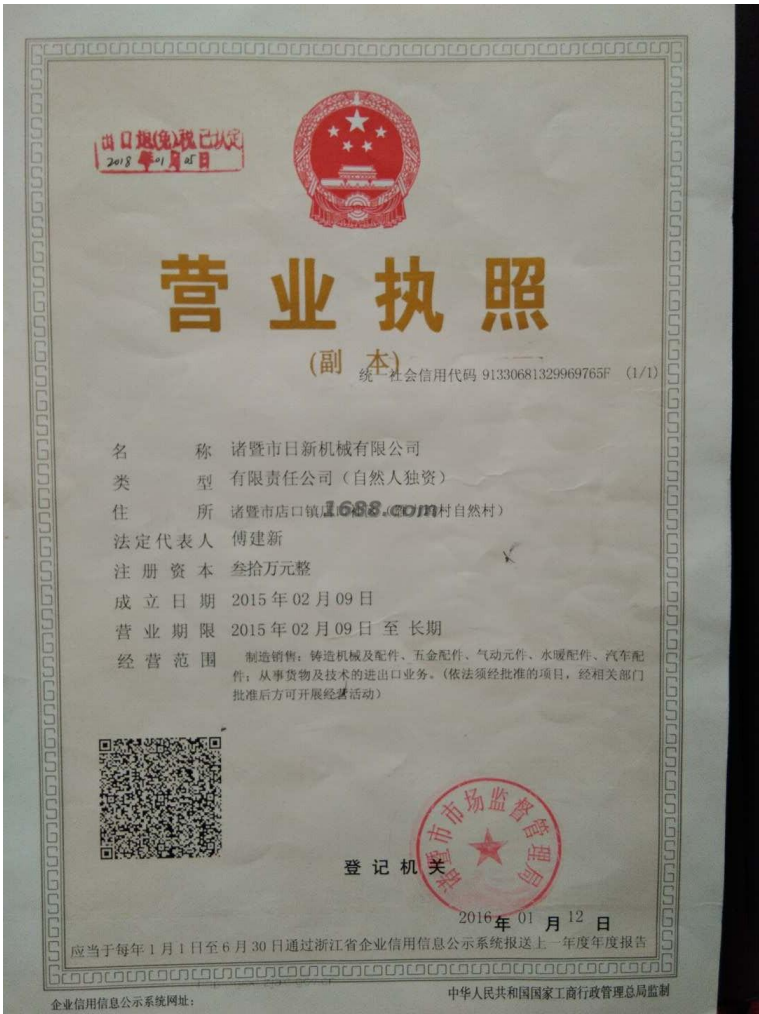 出口退(免)税已认定
2018年01月05日
营业执照
(副本)
统一社会信用代码 91330681329969765F (1/1)
名称 诸暨市日新机械有限公司
类型 有限责任公司（自然人独资）
住所 诸暨市店口镇 村自然村）
1688.com
法定代表人 傅建新
注册资本 叁拾万元整
成立日期 2015年02月09日
营业期限 2015年02月09日 至 长期
经营范围 制造销售：铸造机械及配件、五金配件、气动元件、水暖配件、汽车配
件；从事货物及技术的进出口业务。(依法须经批准的项目，经相关部门
批准后方可开展经营活动）
诸暨市市场监督管理局
登记机关
2016年01月12日
应当于每年1月1日至6月30日通过浙江省企业信用信息公示系统报送上一年度年度报告
企业信用信息公示系统网址：
中华人民共和国国家工商行政管理总局监制